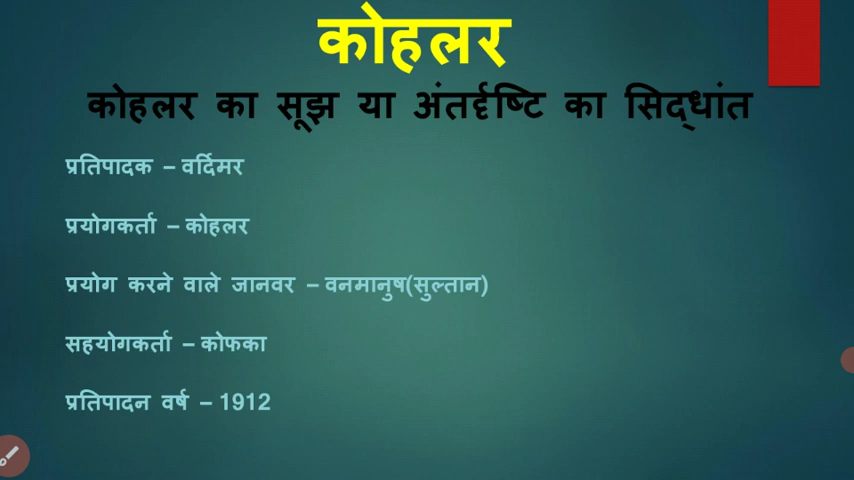 कोहलर
कोहलर का सूझ या अंतर्दृष्टि का सिद्धांत
प्रतिपादक – वर्दिमर
प्रयोगकर्ता – कोहलर
प्रयोग करने वाले जानवर – वनमानुष(सुल्तान)
सहयोगकर्ता – कोफका
प्रतिपादन वर्ष – 1912